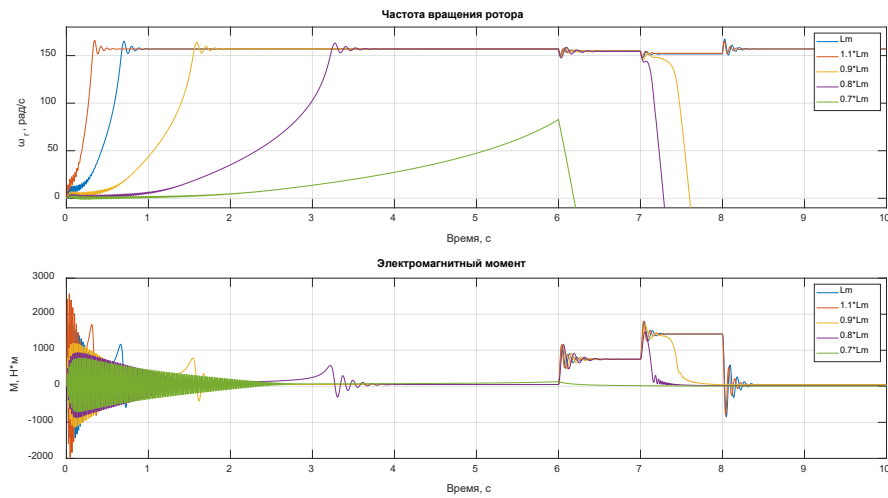 Частота вращения ротора
150
100
50
0
ω r , рад/с
0 1 2 3 4 5 6 7 8 9 10
Время, с
Lm
1.1*Lm
0.9*Lm
0.8*Lm
0.7*Lm
Электромагнитный момент
3000
2000
1000
0
-1000
-2000
М, Н*м
0 1 2 3 4 5 6 7 8 9 10
Время, с
Lm
1.1*Lm
0.9*Lm
0.8*Lm
0.7*Lm